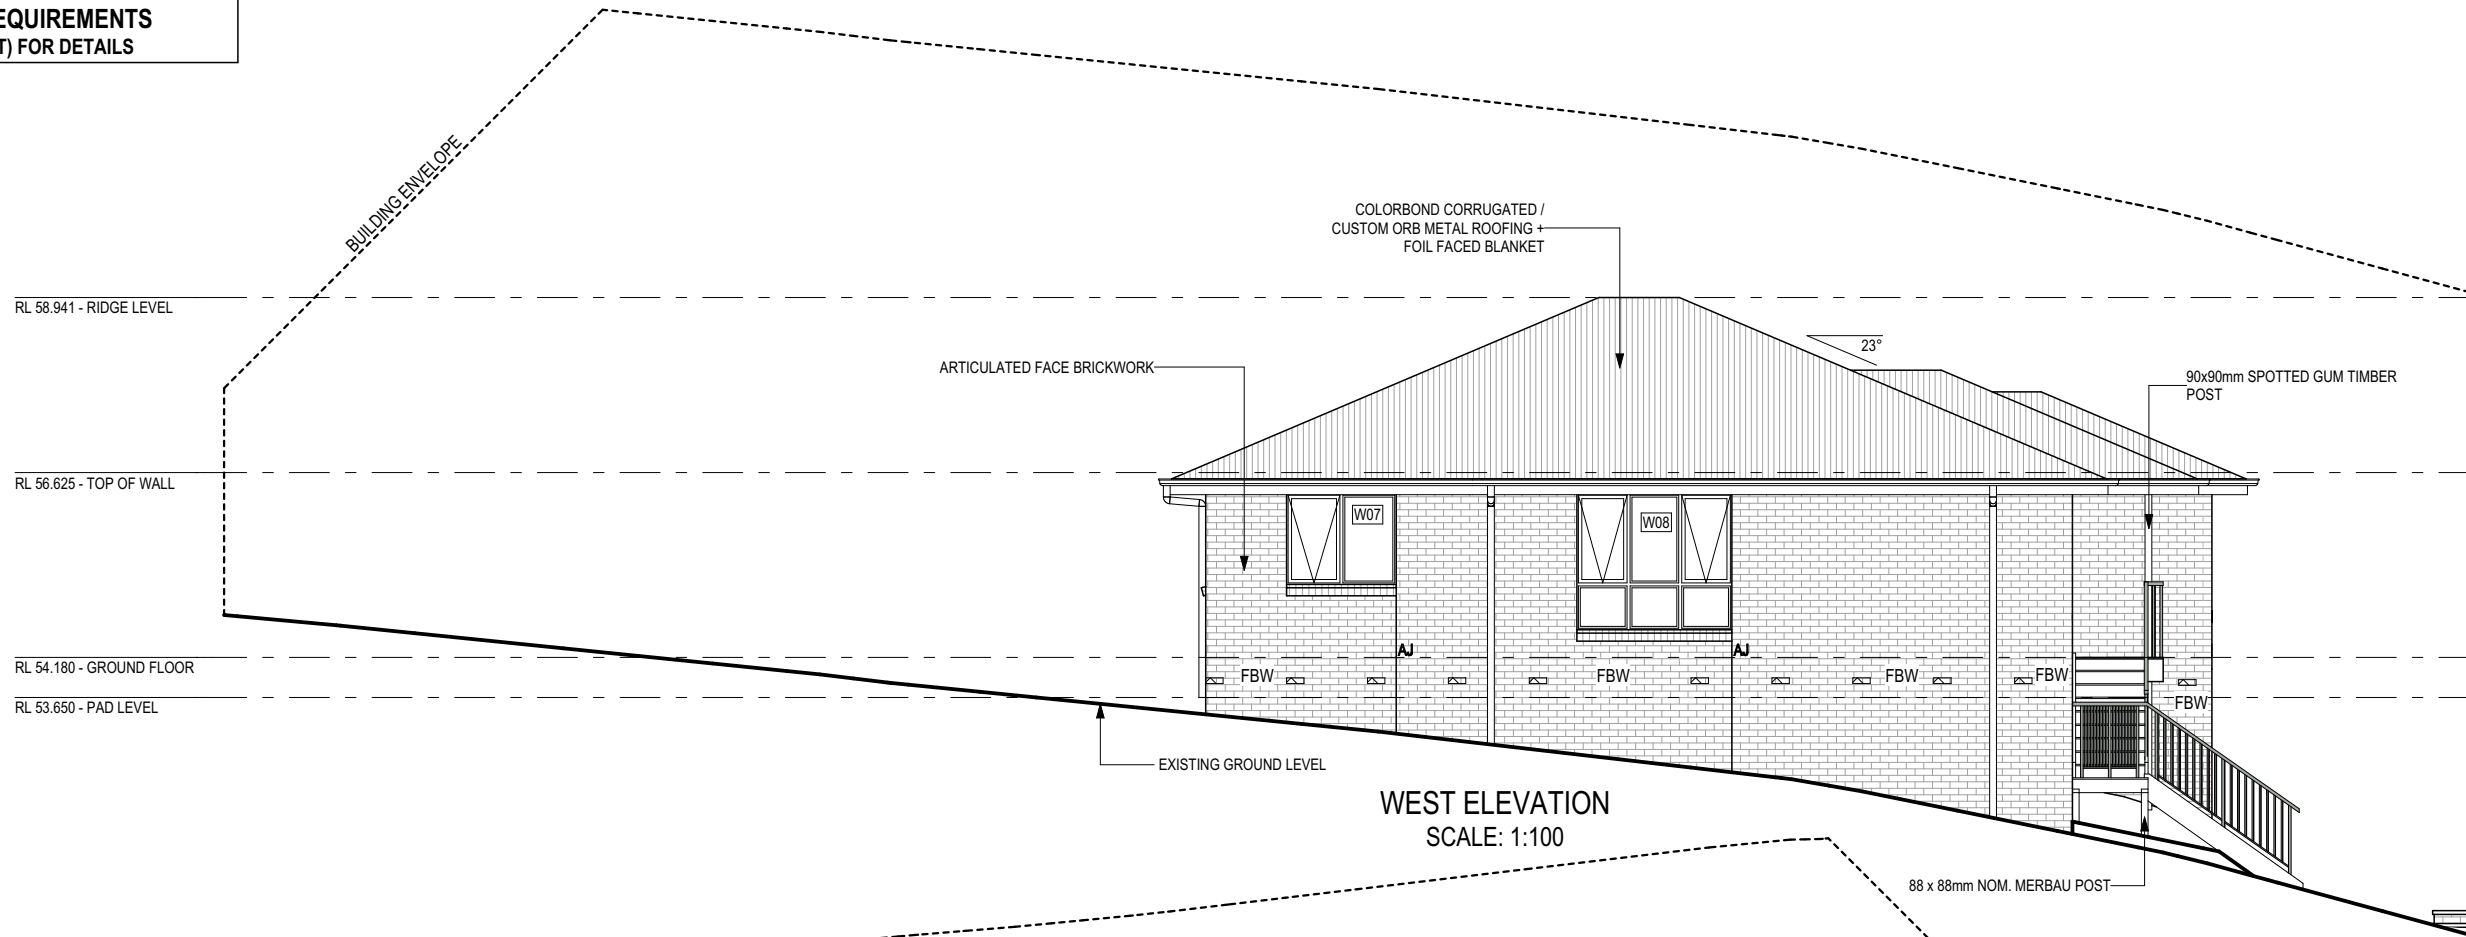 EQUIREMENTS
T) FOR DETAILS
BUILDING ENVELOPE
COLORBOND CORRUGATED /
CUSTOM ORB METAL ROOFING +
FOIL FACED BLANKET
RL 58.941 - RIDGE LEVEL
23°
ARTICULATED FACE BRICKWORK
90x90mm SPOTTED GUM TIMBER
POST
RL 56.625 - TOP OF WALL
W07
W08
AJ
AJ
RL 54.180 - GROUND FLOOR
FBW
FBW
FBW
FBW
FBW
RL 53.650 - PAD LEVEL
EXISTING GROUND LEVEL
WEST ELEVATION
SCALE: 1:100
88 x 88mm NOM. MERBAU POST